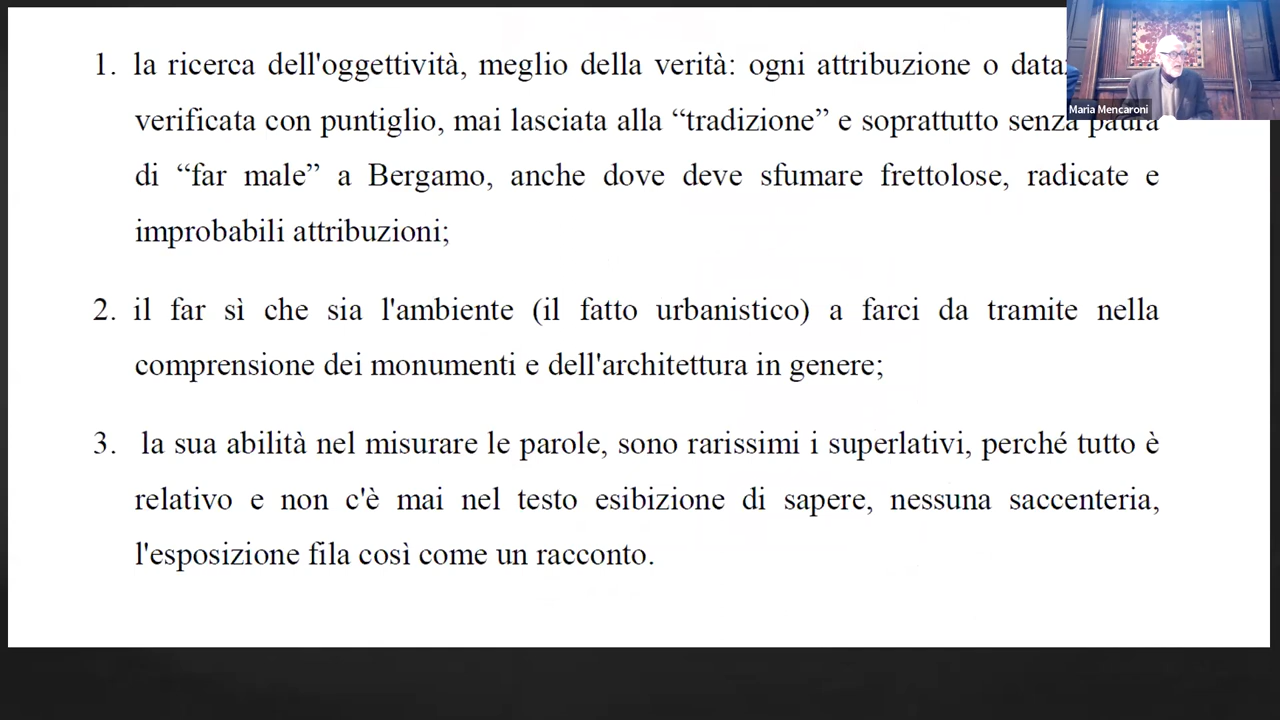 1. la ricerca dell'oggettività, meglio della verità: ogni attribuzione o data
verificata con puntiglio, mai lasciata alla “tradizione” e soprattutto senza paura
di “far male” a Bergamo, anche dove deve sfumare frettolose, radicate e
improbabili attribuzioni;
2. il far sì che sia l'ambiente (il fatto urbanistico) a farci da tramite nella
comprensione dei monumenti e dell'architettura in genere;
3. la sua abilità nel misurare le parole, sono rarissimi i superlativi, perché tutto è
relativo e non c'è mai nel testo esibizione di sapere, nessuna saccenteria,
l'esposizione fila così come un racconto.
Maria Mencaroni